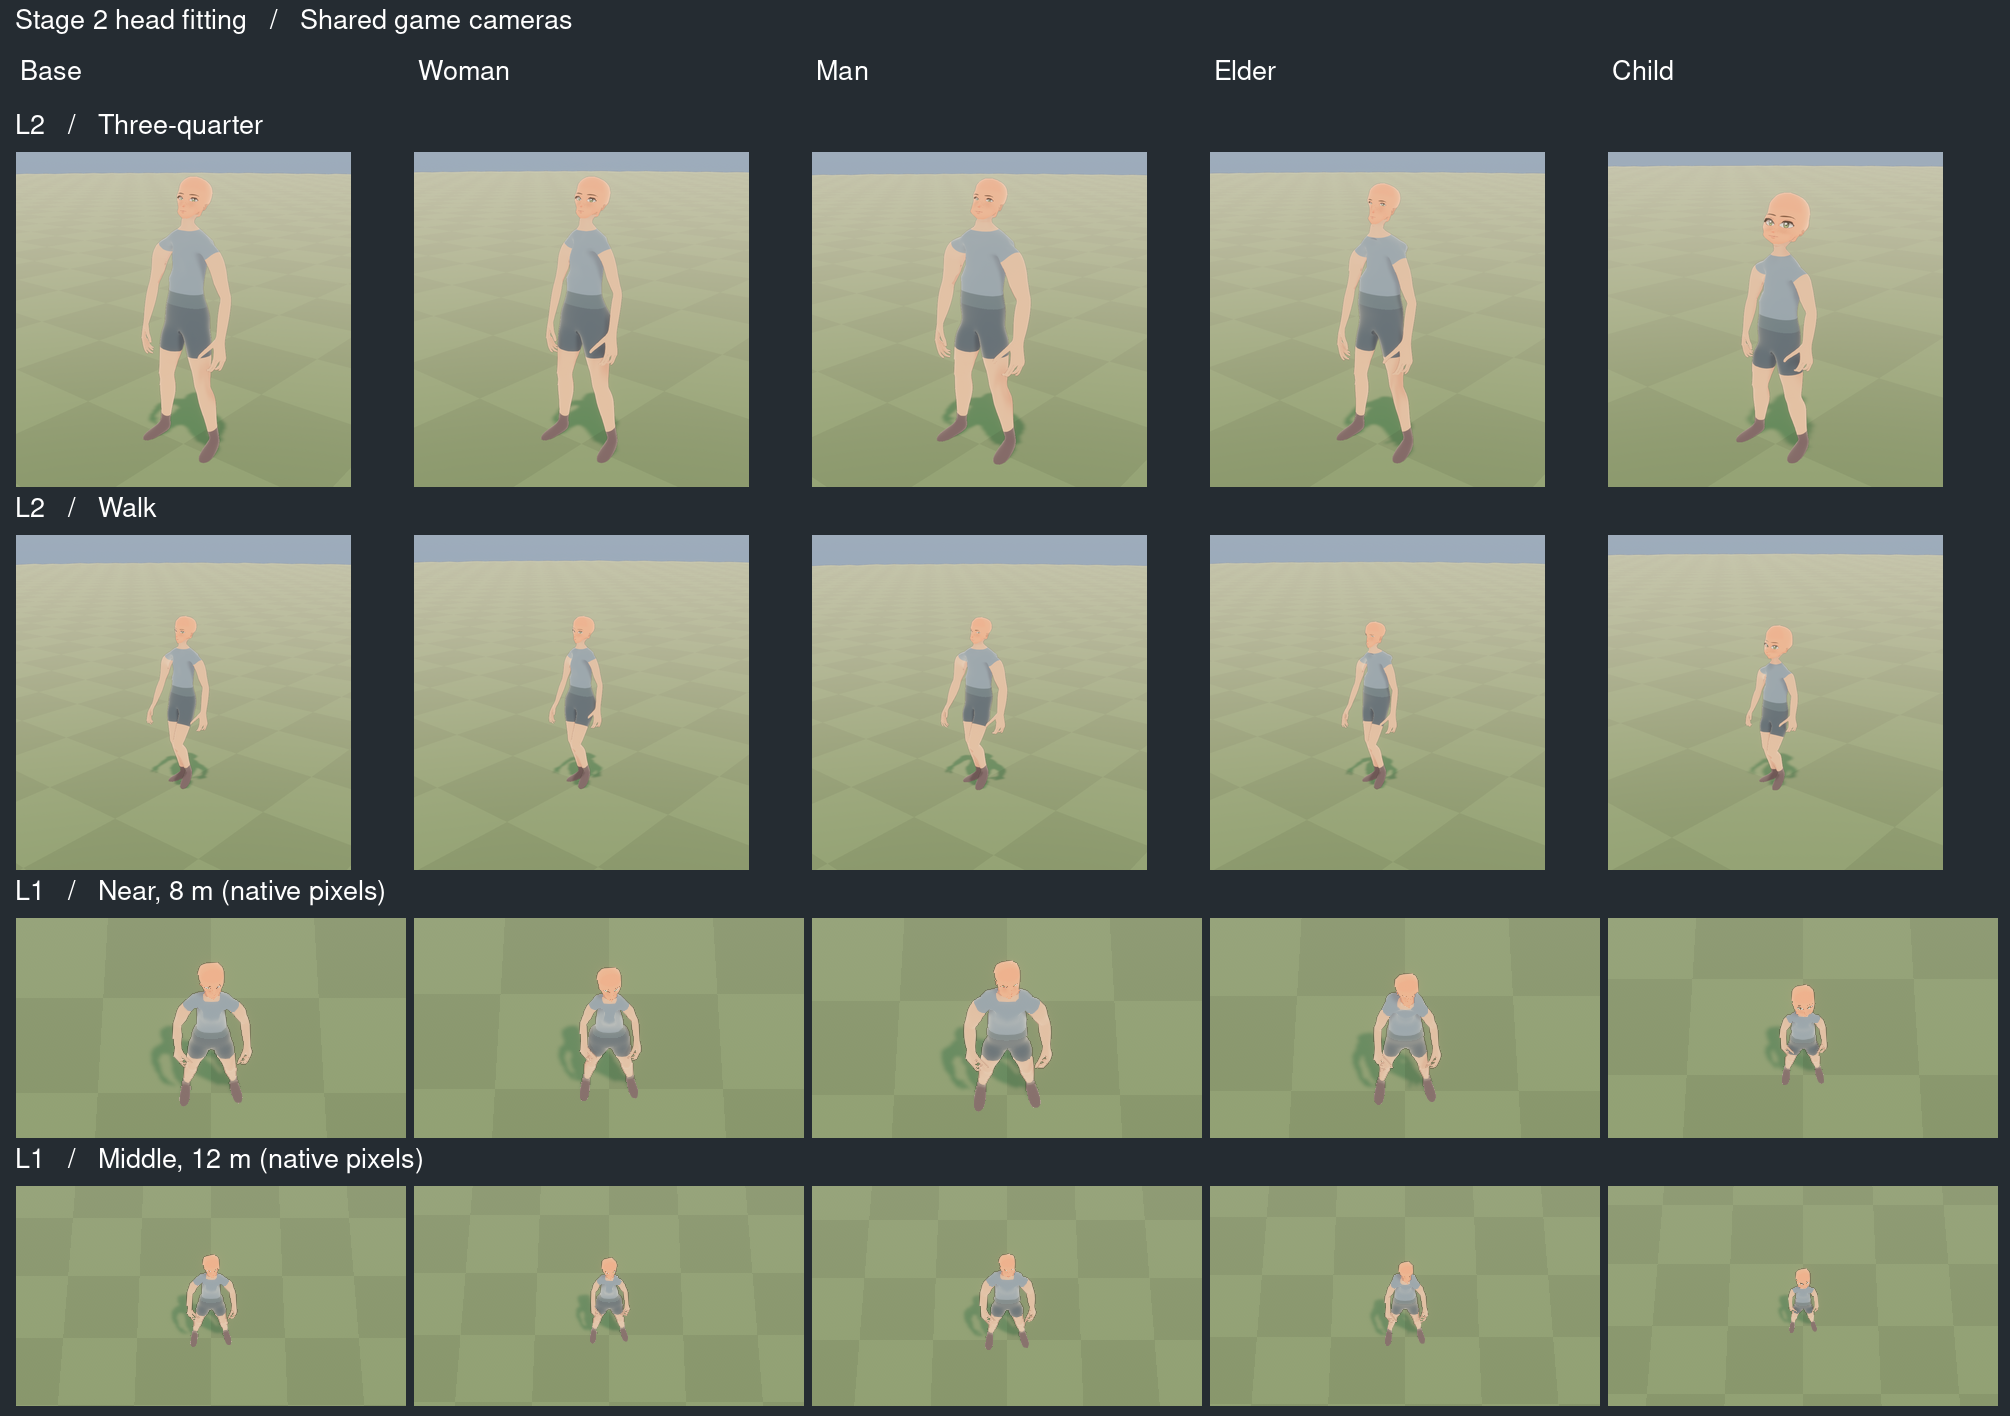 Stage 2 head fitting / Shared game cameras
Base Woman Man Elder Child
L2 / Three-quarter
L2 / Walk
L1 / Near, 8 m (native pixels)
L1 / Middle, 12 m (native pixels)